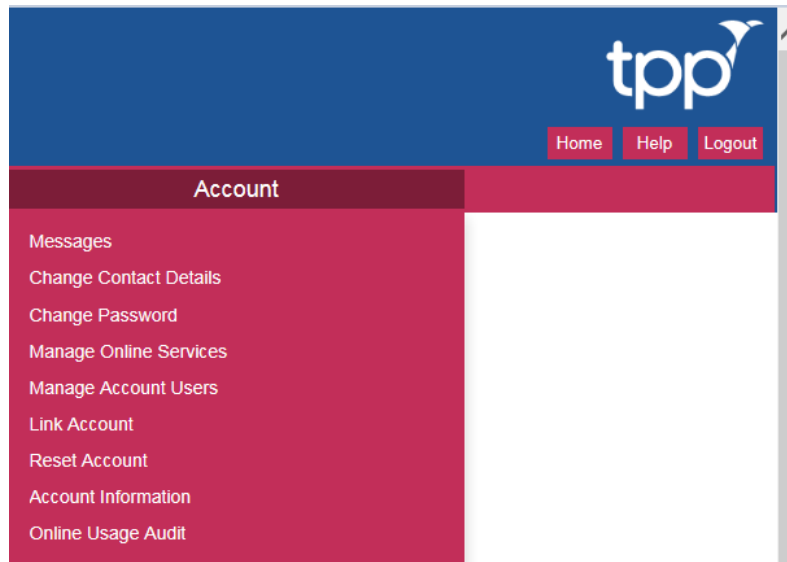 tpp
Home Help Logout
Account
Messages
Change Contact Details
Change Password
Manage Online Services
Manage Account Users
Link Account
Reset Account
Account Information
Online Usage Audit